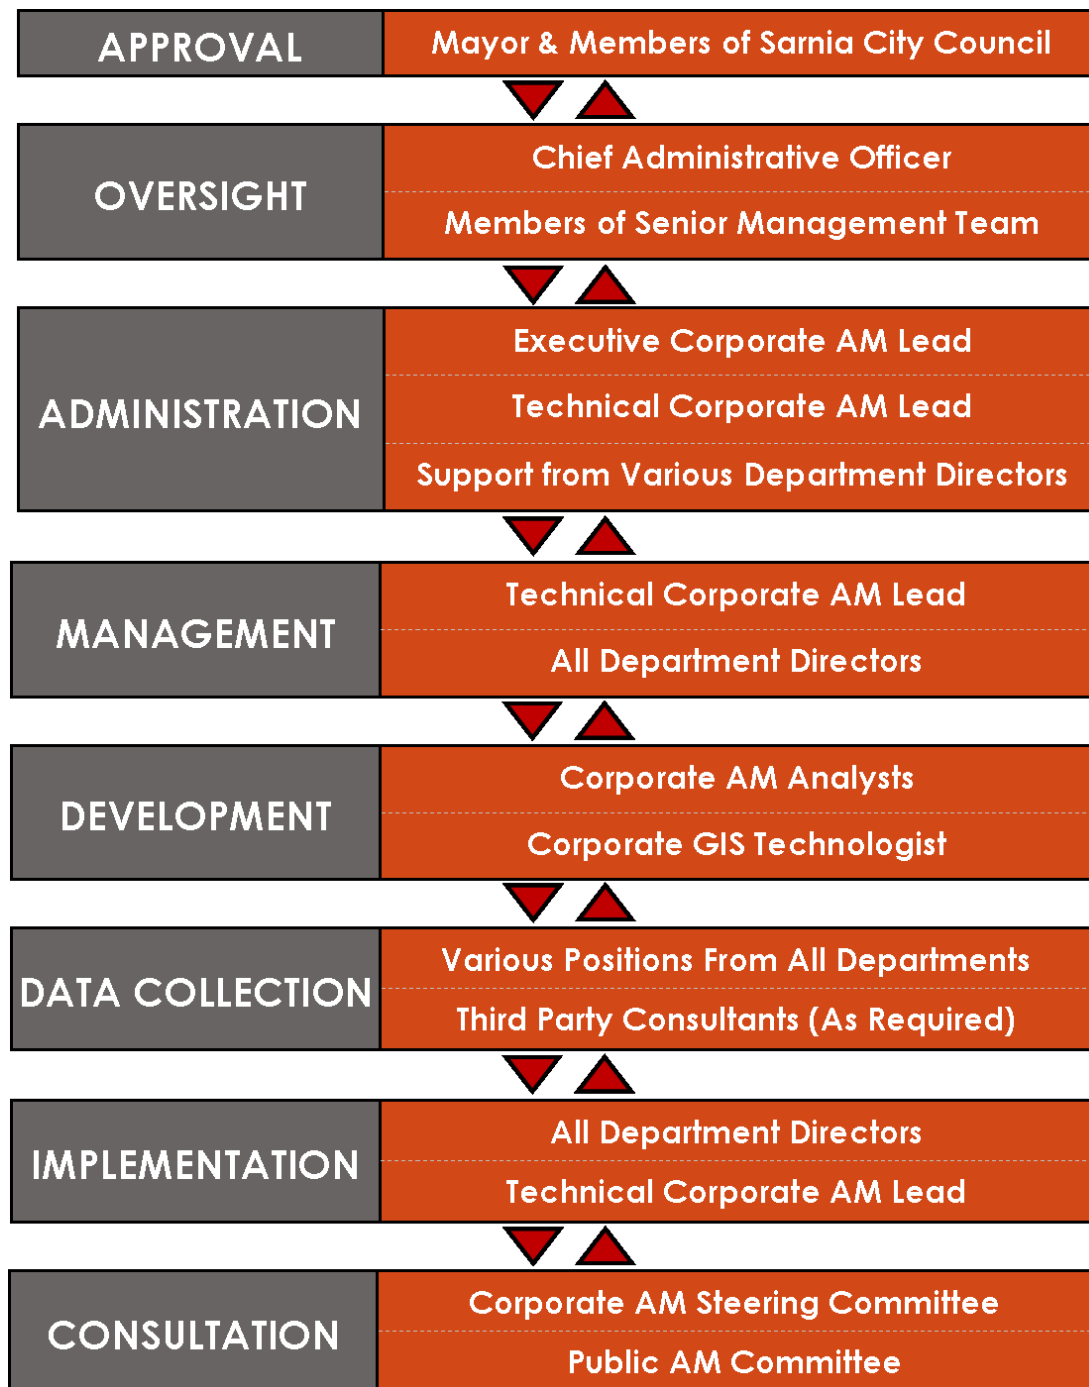 APPROVAL
Mayor & Members of Sarnia City Council
OVERSIGHT
Chief Administrative Officer
Members of Senior Management Team
ADMINISTRATION
Executive Corporate AM Lead
Technical Corporate AM Lead
Support from Various Department Directors
MANAGEMENT
Technical Corporate AM Lead
All Department Directors
DEVELOPMENT
Corporate AM Analysts
Corporate GIS Technologist
DATA COLLECTION
Various Positions From All Departments
Third Party Consultants (As Required)
IMPLEMENTATION
All Department Directors
Technical Corporate AM Lead
CONSULTATION
Corporate AM Steering Committee
Public AM Committee